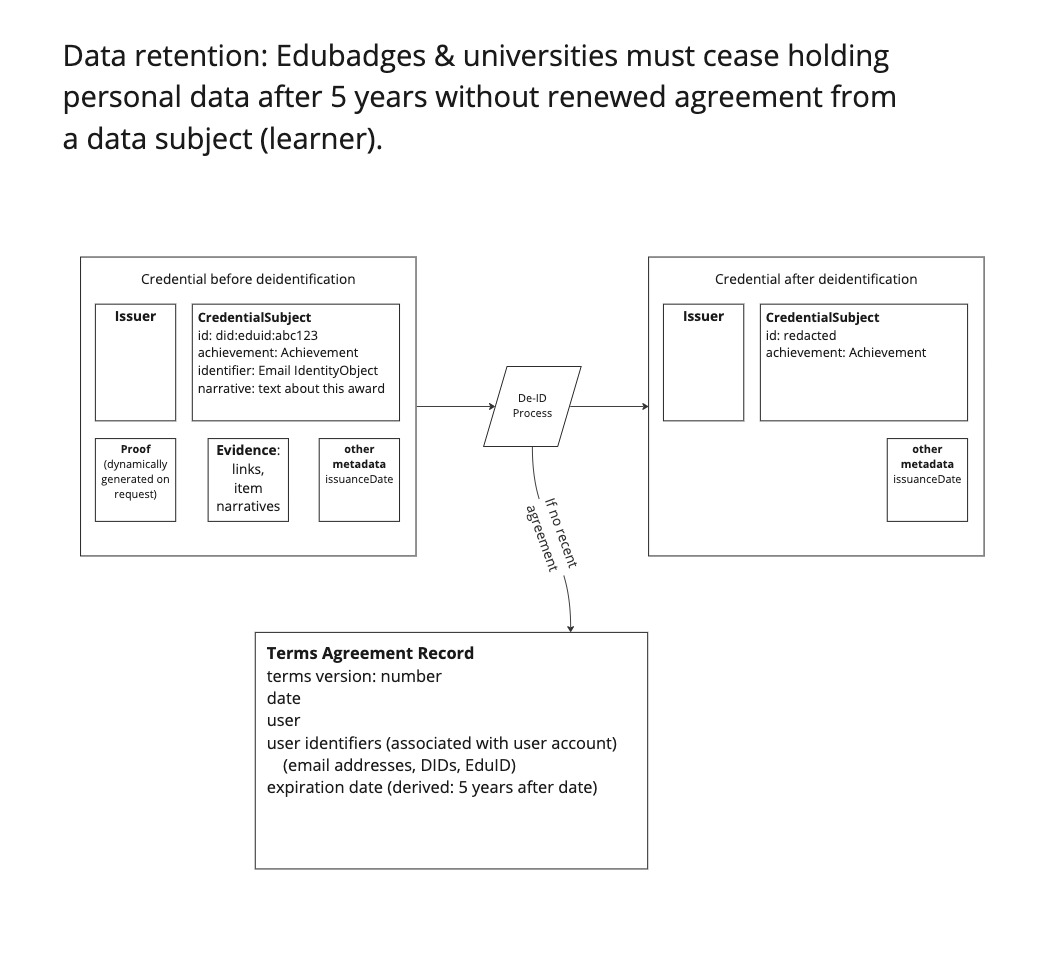 Data retention: Edubadges & universities must cease holding
personal data after 5 years without renewed agreement from
a data subject (learner).
Credential before deidentification
Issuer
CredentialSubject
id: did:eduid:abc123
achievement: Achievement
identifier: Email IdentityObject
narrative: text about this award
Proof
(dynamically
generated on
request)
Evidence:
links,
item
narratives
other
metadata
issuanceDate
De-ID
Process
If no recent
agreement
Credential after deidentification
Issuer
CredentialSubject
id: redacted
achievement: Achievement
other
metadata
issuanceDate
Terms Agreement Record
terms version: number
date
user
user identifiers (associated with user account)
(email addresses, DIDs, EduID)
expiration date (derived: 5 years after date)